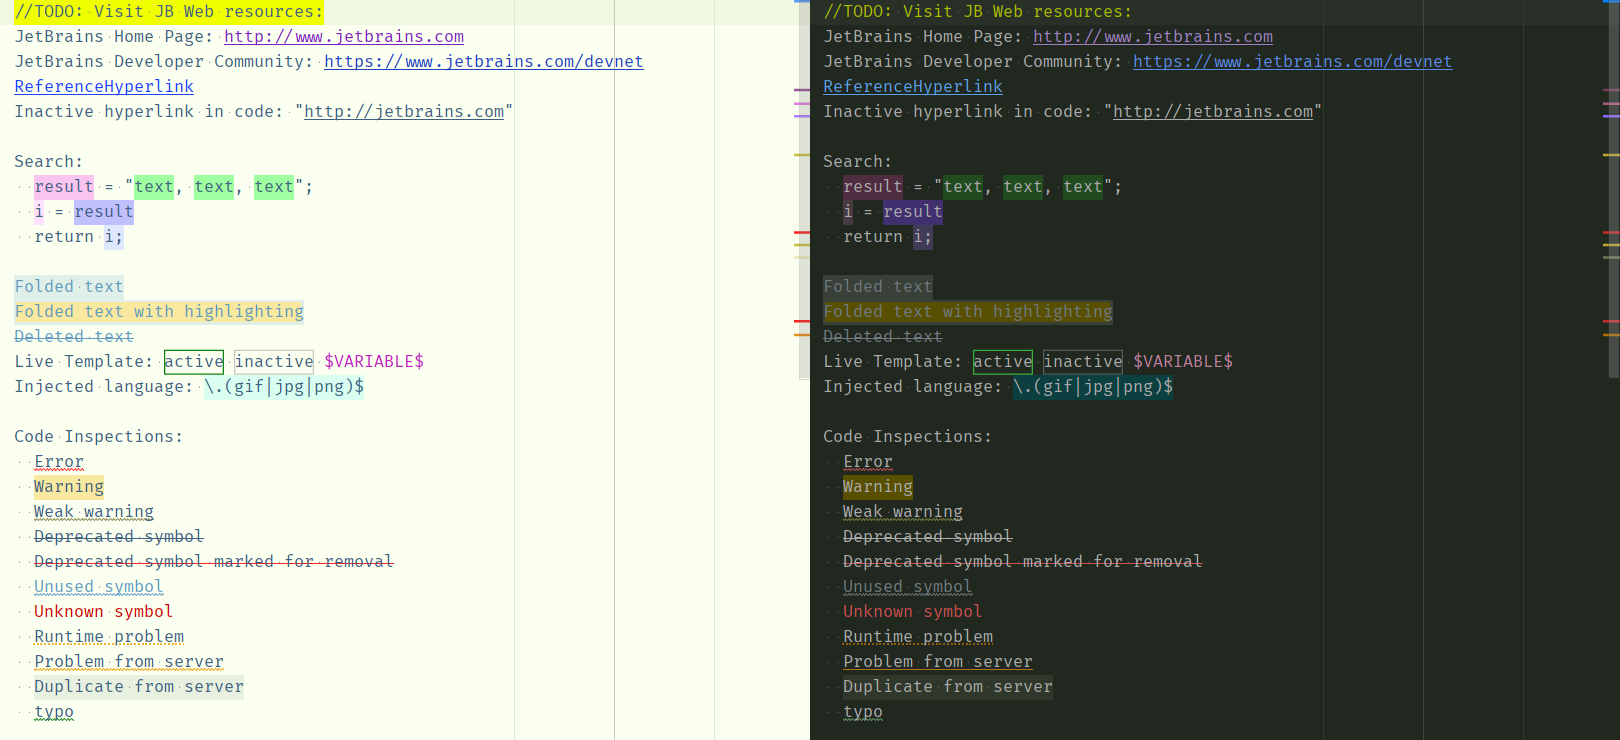 //TODO: Visit JB Web resources:
JetBrains Home Page: http://www.jetbrains.com
JetBrains Developer Community: https://www.jetbrains.com/devnet
ReferenceHyperlink
Inactive hyperlink in code: "http://jetbrains.com"
Search:
result = "text, text, text";
i = result
return i;
Folded text
Folded text with highlighting
Deleted text
Live Template: active inactive $VARIABLE$
Injected language: \.(gif|jpg|png)$
Code Inspections:
Error
Warning
Weak warning
Deprecated symbol
Deprecated symbol marked for removal
Unused symbol
Unknown symbol
Runtime problem
Problem from server
Duplicate from server
typo
//TODO: Visit JB Web resources:
JetBrains Home Page: http://www.jetbrains.com
JetBrains Developer Community: https://www.jetbrains.com/devnet
ReferenceHyperlink
Inactive hyperlink in code: "http://jetbrains.com"
Search:
result = "text, text, text";
i = result
return i;
Folded text
Folded text with highlighting
Deleted text
Live Template: active inactive $VARIABLE$
Injected language: \.(gif|jpg|png)$
Code Inspections:
Error
Warning
Weak warning
Deprecated symbol
Deprecated symbol marked for removal
Unused symbol
Unknown symbol
Runtime problem
Problem from server
Duplicate from server
typo